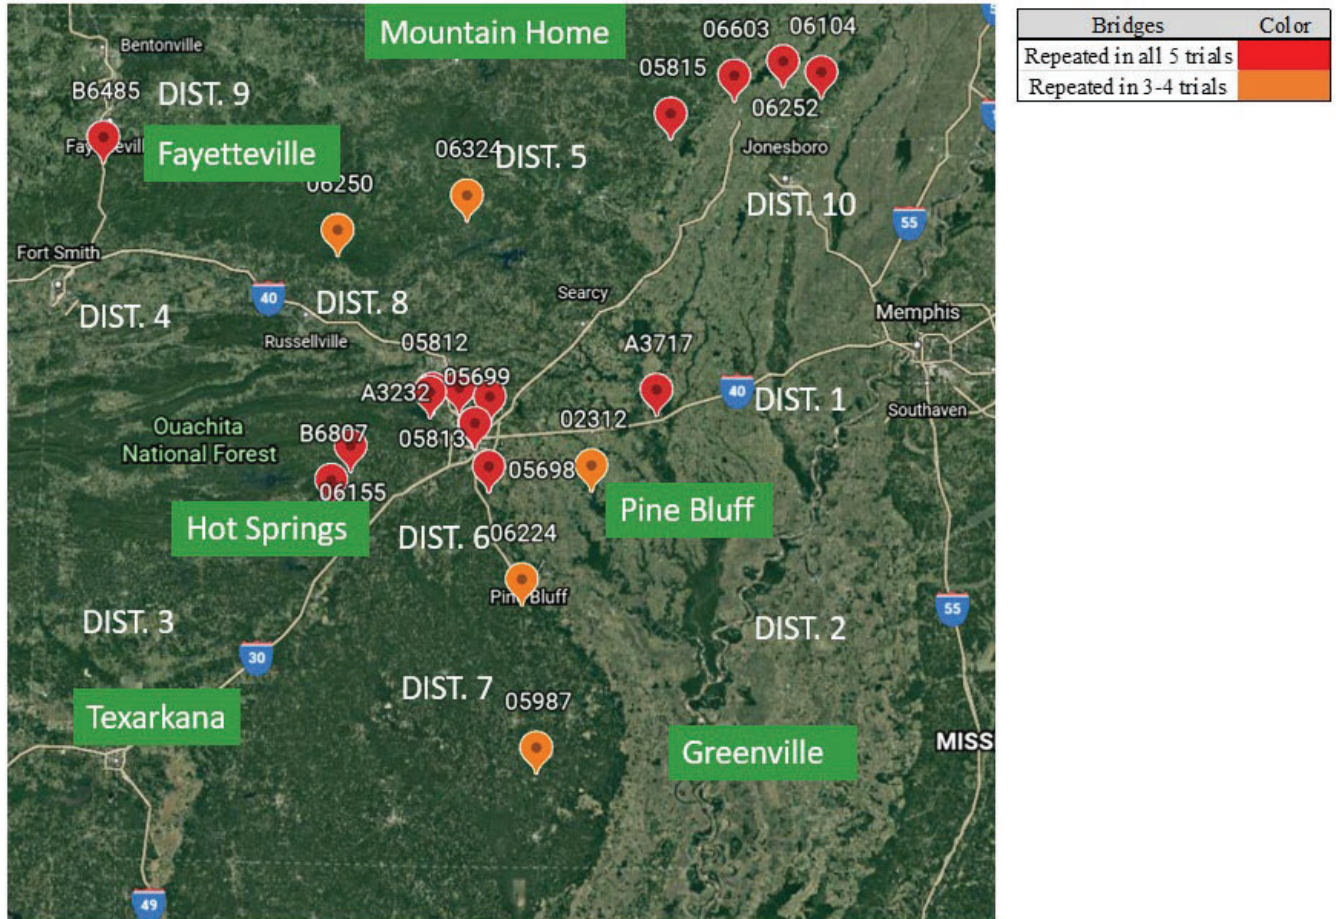 Mountain Home
Bridges Color
Repeated in all 5 trials
Repeated in 3-4 trials
06603
06104
Bentonville
05815
B6485
DIST. 9
06252
Jonesboro
Fayetteville
06324
DIST. 5
06250
DIST. 10
55
Fort Smith
40
DIST. 8
Searcy
DIST. 4
Memphis
Russellville
05812
A3717
05699
A3232
40
DIST. 1
Southaven
02312
Ouachita
National Forest
B6807
05813
05698
06155
Pine Bluff
Hot Springs
DIST. 6
06224
Pine Bluff
55
DIST. 3
DIST. 2
30
DIST. 7
05987
Texarkana
Greenville
MISS
49